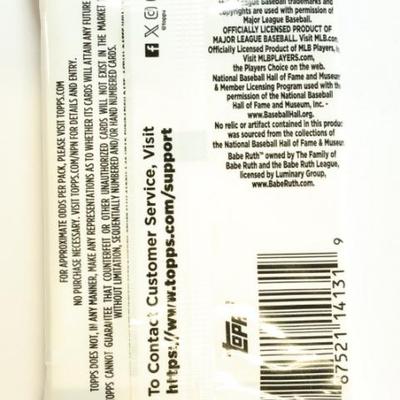 FOR APPROXIMATE ODDS PER PACK, PLEASE VISIT TOPPS.COM
NO PURCHASE NECESSARY. VISIT TOPPS.COM/NPN FOR DETAILS AND ENTRY.
TOPPS DOES NOT, IN ANY MANNER, MAKE ANY REPRESENTATIONS AS TO WHETHER ITS CARDS WILL ATTAIN ANY FUTURE
TOPPS CANNOT GUARANTEE THAT COUNTERFEIT OR OTHER UNAUTHORIZED CARDS WILL NOT EXIST IN THE MARKET
WITHOUT LIMITATION, SEQUENTIALLY NUMBERED AND/OR HAND NUMBERED CARDS.
@topps
To Contact Customer Service, Visit
https://www.topps.com/support
League Baseball trademarks and
copyrights are used with permission of
Major League Baseball.
OFFICIALLY LICENSED PRODUCT OF
MAJOR LEAGUE BASEBALL. Visit MLB.com
Officially Licensed Product of MLB Players,
Visit MLBPLAYERS.com,
the Players Choice on the web.
National Baseball Hall of Fame and Museum
& Member Licensing Program used with the
permission of the National Baseball
Hall of Fame and Museum, Inc. -
www.BaseballHall.org.
No relic or artifact contained in this product
was sourced from the collections of
the National Baseball Hall of Fame & Museum
Babe Ruth™ owned by The Family of
Babe Ruth and the Babe Ruth League,
licensed by Luminary Group,
www.BabeRuth.com.
topps
67521 14131 9